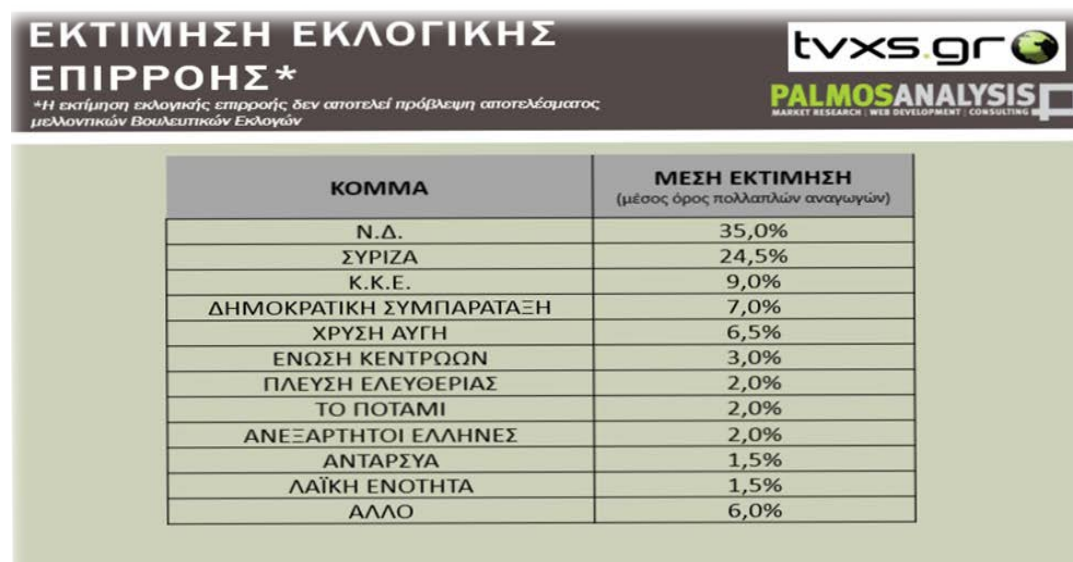 ΕΚΤΙΜΗΣΗ ΕΚΛΟΓΙΚΗΣ
ΕΠΙΡΡΟΗΣ*
*Η εκτίμηση εκλογικής επιρροής δεν αποτελεί πρόβλεψη αποτελέσματος
μελλοντικών Βουλευτικών Εκλογών
tvxs.gr
PALMOSANALYSIS
MARKET RESEARCH | WEB DEVELOPMENT | CONSULTING
ΚΟΜΜΑ ΜΕΣΗ ΕΚΤΙΜΗΣΗ
(μέσος όρος πολλαπλών αναγωγών)
Ν.Δ. 35,0%
ΣΥΡΙΖΑ 24,5%
Κ.Κ.Ε. 9,0%
ΔΗΜΟΚΡΑΤΙΚΗ ΣΥΜΠΑΡΑΤΑΞΗ 7,0%
ΧΡΥΣΗ ΑΥΓΗ 6,5%
ΕΝΩΣΗ ΚΕΝΤΡΩΩΝ 3,0%
ΠΛΕΥΣΗ ΕΛΕΥΘΕΡΙΑΣ 2,0%
ΤΟ ΠΟΤΑΜΙ 2,0%
ΑΝΕΞΑΡΤΗΤΟΙ ΕΛΛΗΝΕΣ 2,0%
ΑΝΤΑΡΣΥΑ 1,5%
ΛΑΪΚΗ ΕΝΟΤΗΤΑ 1,5%
ΑΛΛΟ 6,0%